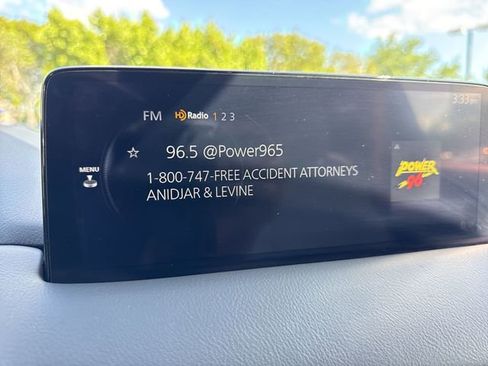 3:33
FM HD Radio 1 2 3
☆ 96.5 @Power965
MENU
1-800-747-FREE ACCIDENT ATTORNEYS
ANIDJAR & LEVINE
POWER
96